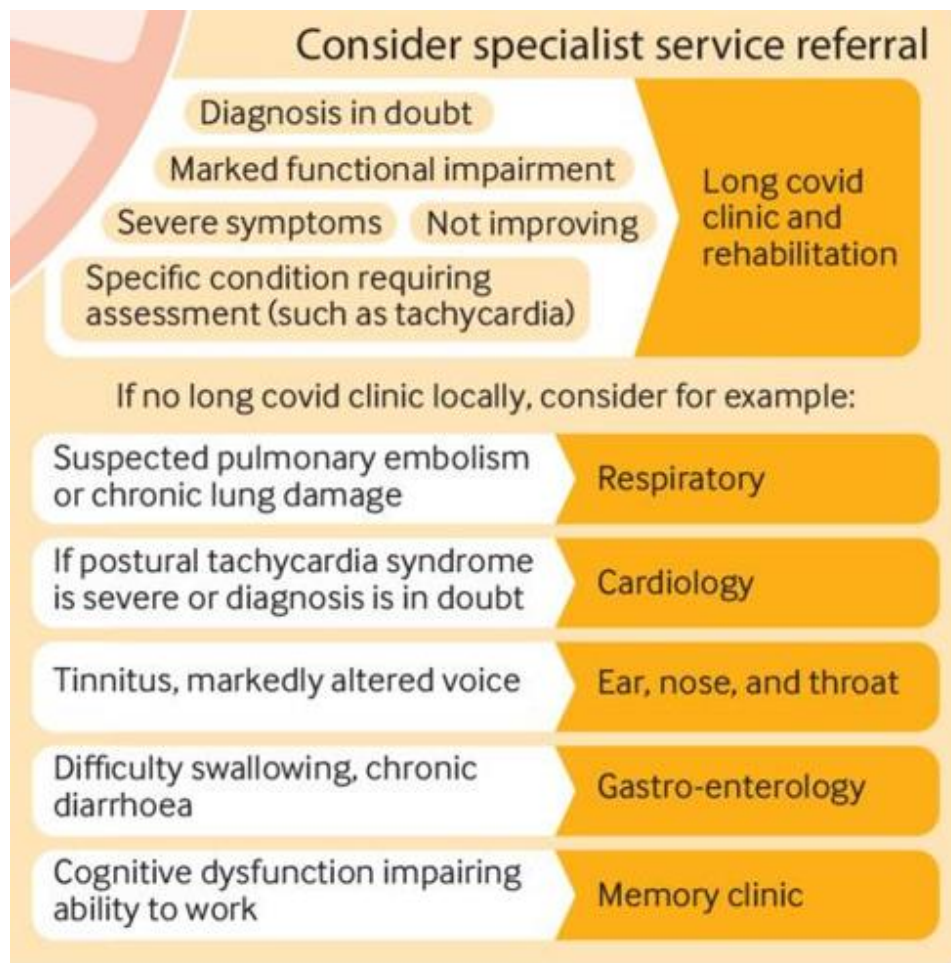 Consider specialist service referral
Diagnosis in doubt
Marked functional impairment
Severe symptoms
Not improving
Specific condition requiring
assessment (such as tachycardia)
Long covid
clinic and
rehabilitation
If no long covid clinic locally, consider for example:
Suspected pulmonary embolism
or chronic lung damage
Respiratory
If postural tachycardia syndrome
is severe or diagnosis is in doubt
Cardiology
Tinnitus, markedly altered voice
Ear, nose, and throat
Difficulty swallowing, chronic
diarrhoea
Gastro-enterology
Cognitive dysfunction impairing
ability to work
Memory clinic